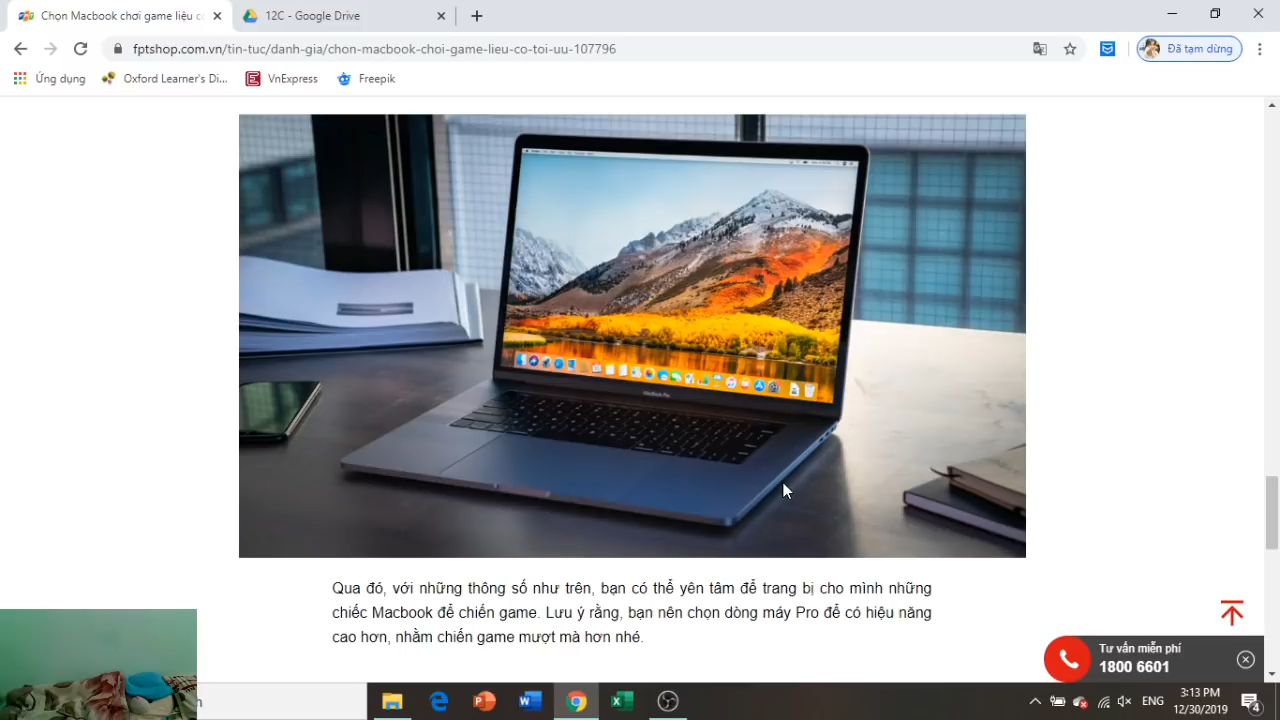 Chọn Macbook chơi game liệu có
12C - Google Drive
fptshop.com.vn/tin-tuc/danh-gia/chon-macbook-choi-game-lieu-co-toi-uu-107796
Đã tạm dừng
Ứng dụng
Oxford Learner's Di...
VnExpress
Freepik
MacBook Pro
Qua đó, với những thông số như trên, bạn có thể yên tâm để trang bị cho mình những
chiếc Macbook để chiến game. Lưu ý rằng, bạn nên chọn dòng máy Pro để có hiệu năng
cao hơn, nhằm chiến game mượt mà hơn nhé.
Tư vấn miễn phí
1800 6601
ENG
3:13 PM
12/30/2019
4